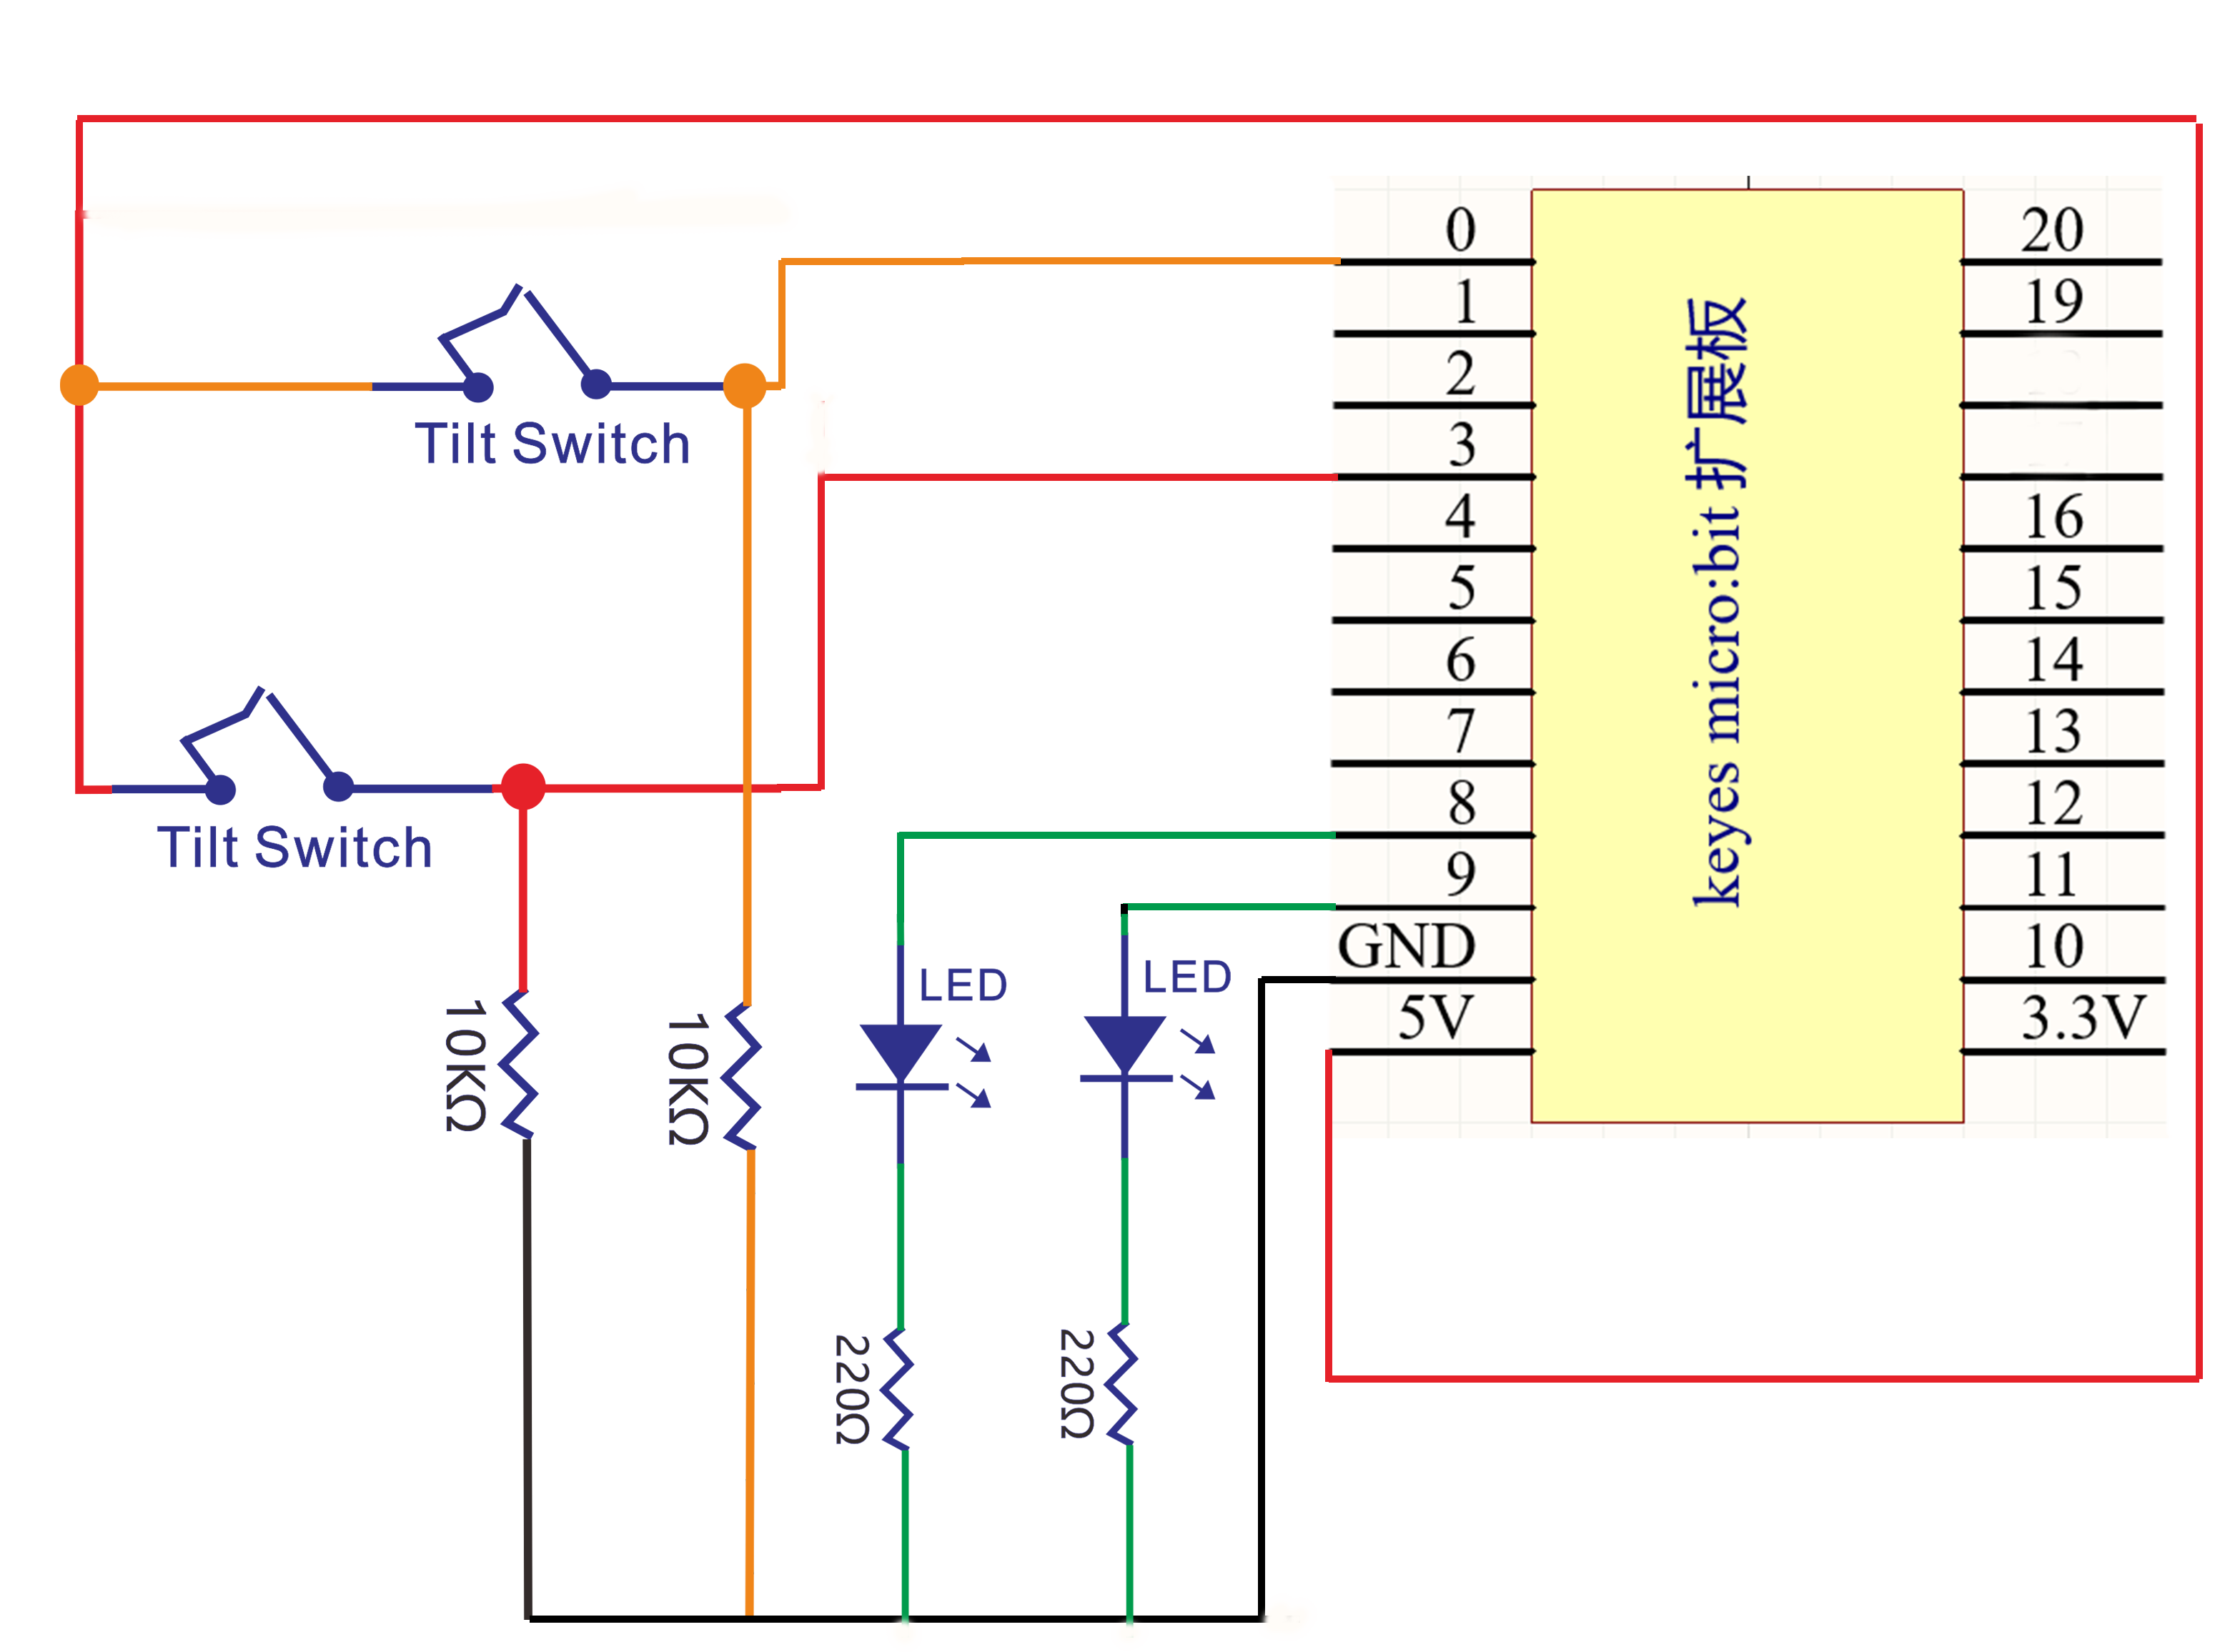 0
1
2
3
4
5
6
7
8
9
GND
5V
20
19
16
15
14
13
12
11
10
3.3V
keyes micro:bit 扩展板
Tilt Switch
Tilt Switch
LED
LED
10KΩ
10KΩ
220Ω
220Ω